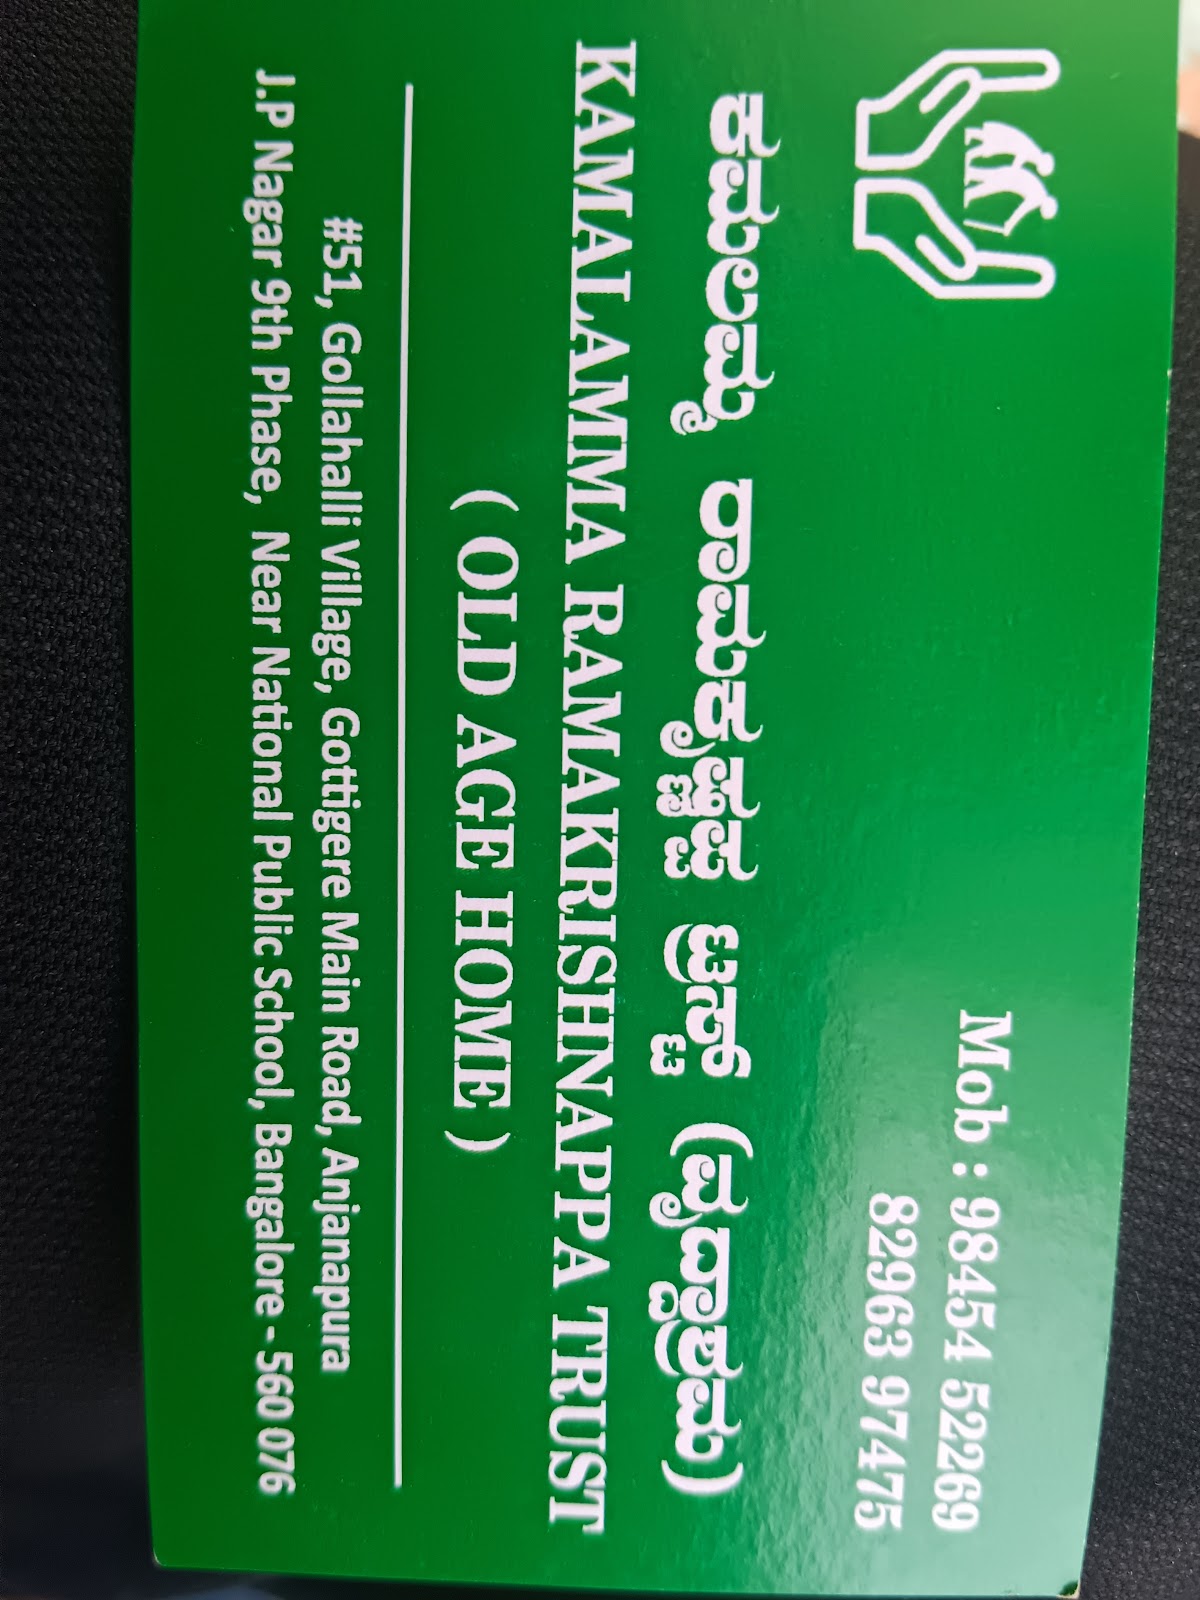 Mob : 98454 52269
82963 97475
ಕಮಲಮ್ಮ ರಾಮಕೃಷ್ಣಪ್ಪ ಟ್ರಸ್ಟ್ (ವೃದ್ಧಾಶ್ರಮ)
KAMALAMMA RAMAKRISHNAPPA TRUST
( OLD AGE HOME )
#51, Gollahalli Village, Gottigere Main Road, Anjanapura
J.P Nagar 9th Phase, Near National Public School, Bangalore - 560 076